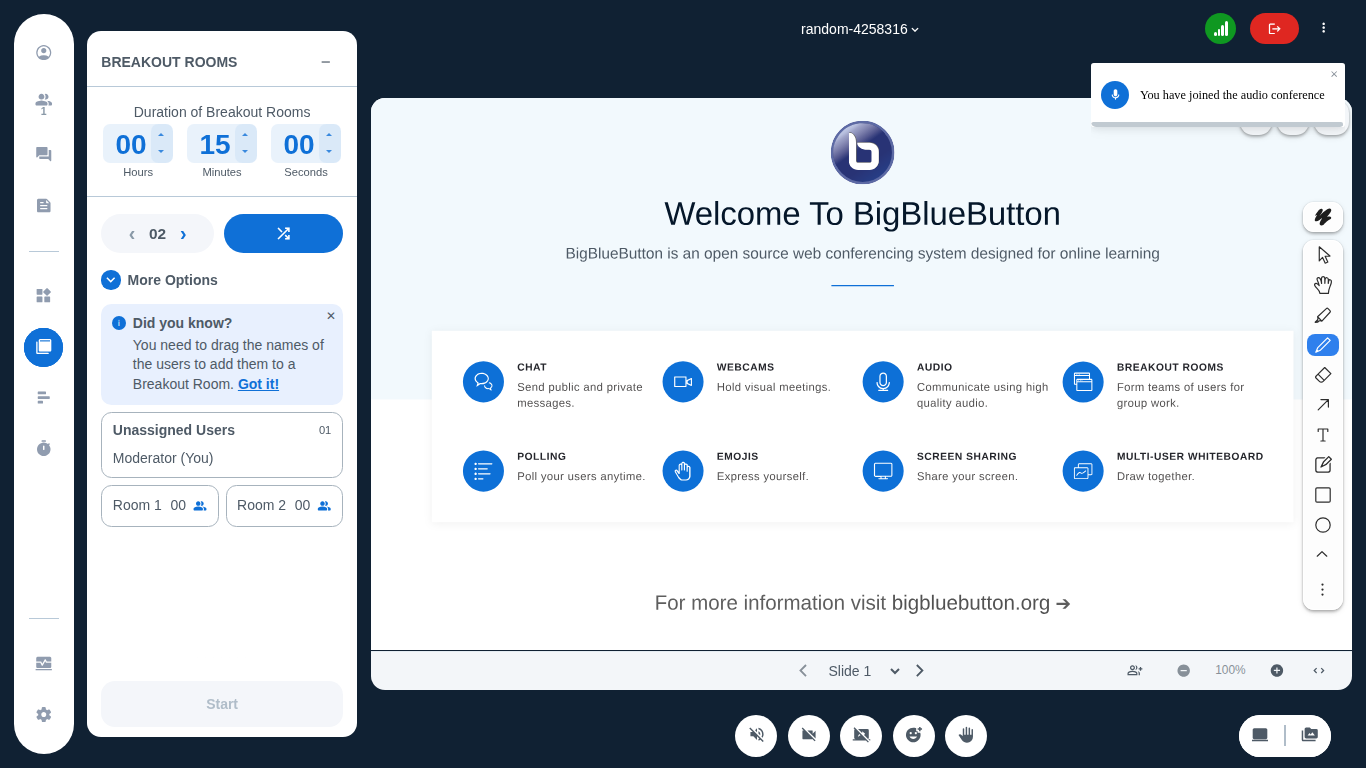 random-4258316
You have joined the audio conference
1
BREAKOUT ROOMS
Duration of Breakout Rooms
00 15 00
Hours Minutes Seconds
02
More Options
Did you know?
You need to drag the names of
the users to add them to a
Breakout Room. Got it!
Unassigned Users 01
Moderator (You)
Room 1 00 Room 2 00
Start
Welcome To BigBlueButton
BigBlueButton is an open source web conferencing system designed for online learning
CHAT
Send public and private
messages.
WEBCAMS
Hold visual meetings.
AUDIO
Communicate using high
quality audio.
BREAKOUT ROOMS
Form teams of users for
group work.
POLLING
Poll your users anytime.
EMOJIS
Express yourself.
SCREEN SHARING
Share your screen.
MULTI-USER WHITEBOARD
Draw together.
For more information visit bigbluebutton.org ➔
Slide 1 100%